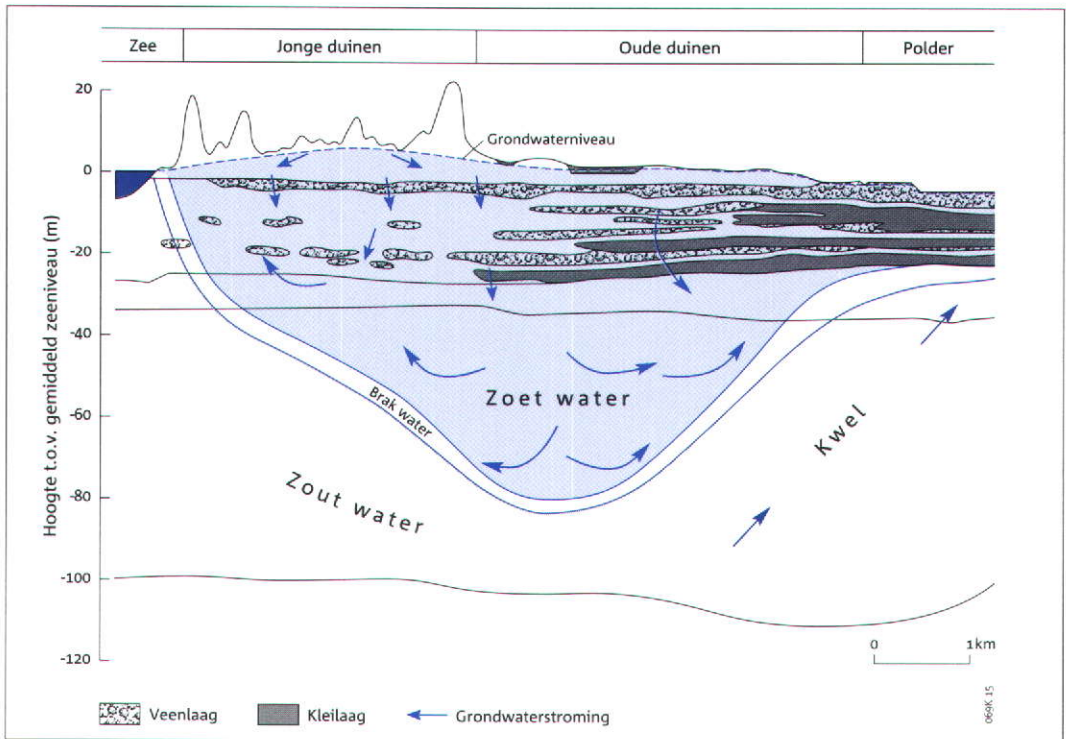 Zee
Jonge duinen
Oude duinen
Polder
Hoogte t.o.v. gemiddeld zeeniveau (m)
20
0
-20
-40
-60
-80
-100
-120
Grondwaterniveau
Zoet water
Brak water
Zout water
Kwel
0 1km
Veenlaag
Kleilaag
Grondwaterstroming
069K 15